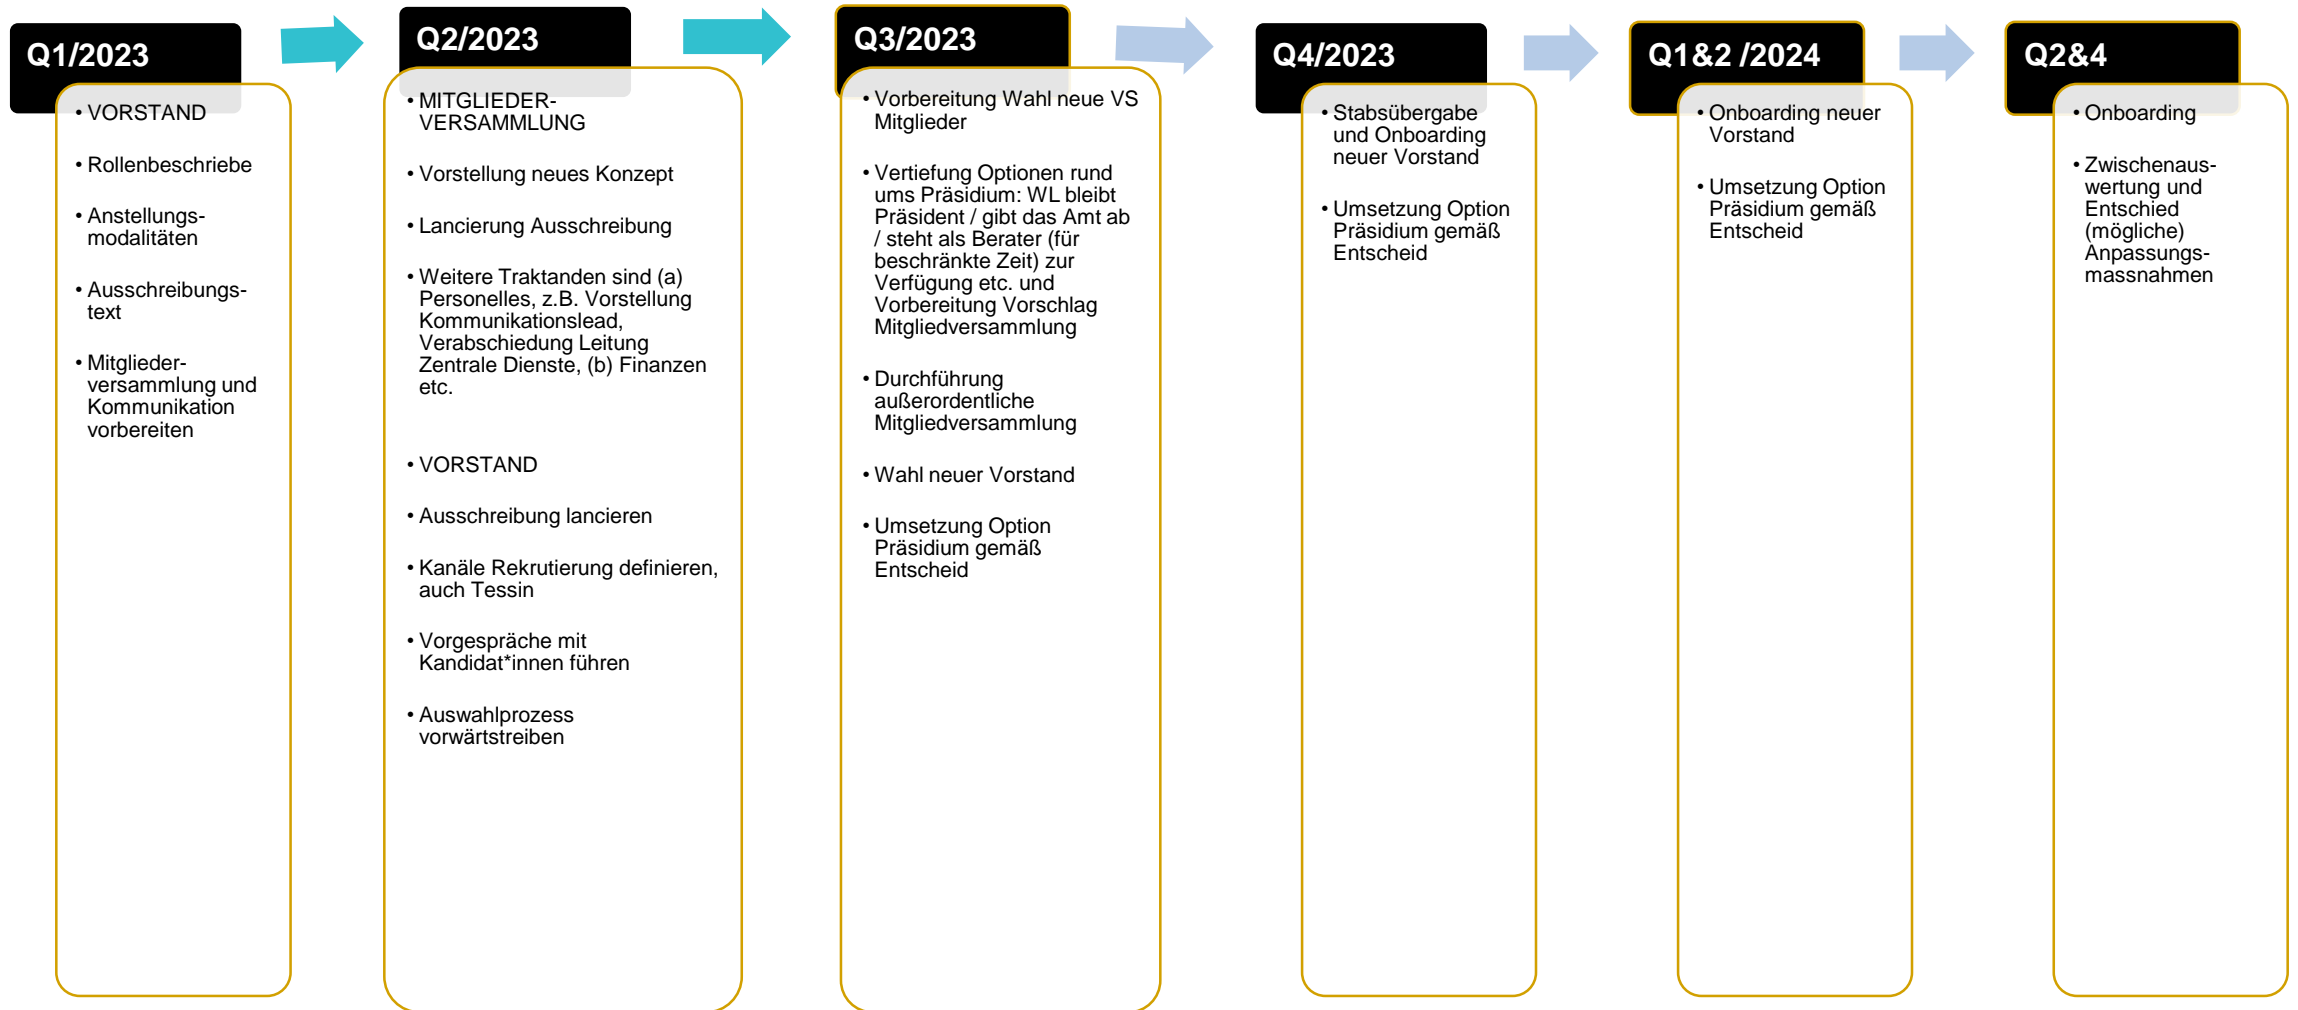 Q1/2023
• VORSTAND
• Rollenbeschriebe
• Anstellungs-
modalitäten
• Ausschreibungs-
text
• Mitglieder-
versammlung und
Kommunikation
vorbereiten
Q2/2023
• MITGLIEDER-
VERSAMMLUNG
• Vorstellung neues Konzept
• Lancierung Ausschreibung
• Weitere Traktanden sind (a)
Personelles, z.B. Vorstellung
Kommunikationslead,
Verabschiedung Leitung
Zentrale Dienste, (b) Finanzen
etc.
• VORSTAND
• Ausschreibung lancieren
• Kanäle Rekrutierung definieren,
auch Tessin
• Vorgespräche mit
Kandidat*innen führen
• Auswahlprozess
vorwärtstreiben
Q3/2023
• Vorbereitung Wahl neue VS
Mitglieder
• Vertiefung Optionen rund
ums Präsidium: WL bleibt
Präsident / gibt das Amt ab
/ steht als Berater (für
beschränkte Zeit) zur
Verfügung etc. und
Vorbereitung Vorschlag
Mitgliedversammlung
• Durchführung
außerordentliche
Mitgliedversammlung
• Wahl neuer Vorstand
• Umsetzung Option
Präsidium gemäß
Entscheid
Q4/2023
• Stabsübergabe
und Onboarding
neuer Vorstand
• Umsetzung Option
Präsidium gemäß
Entscheid
Q1&2 /2024
• Onboarding neuer
Vorstand
• Umsetzung Option
Präsidium gemäß
Entscheid
Q2&4
• Onboarding
• Zwischenaus-
wertung und
Entschied
(mögliche)
Anpassungs-
massnahmen